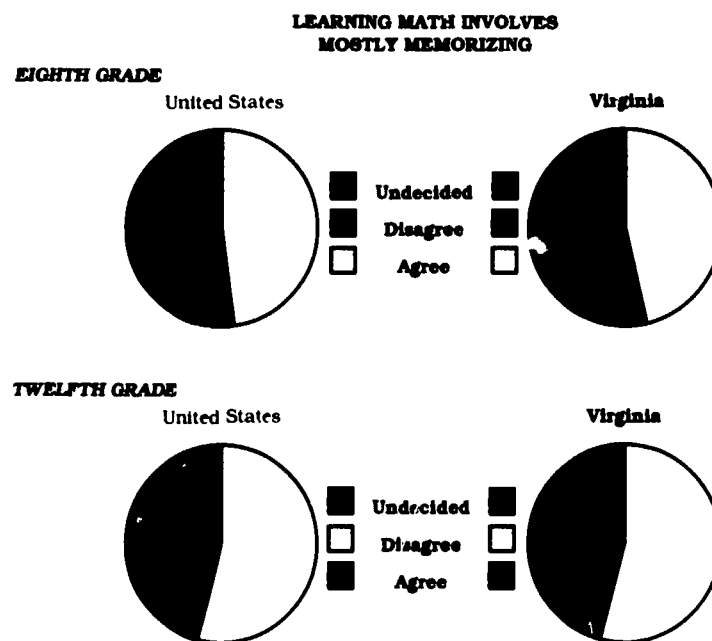 LEARNING MATH INVOLVES
MOSTLY MEMORIZING
EIGHTH GRADE
United States
Virginia
Undecided
Disagree
Agree
TWELFTH GRADE
United States
Virginia
Undecided
Disagree
Agree